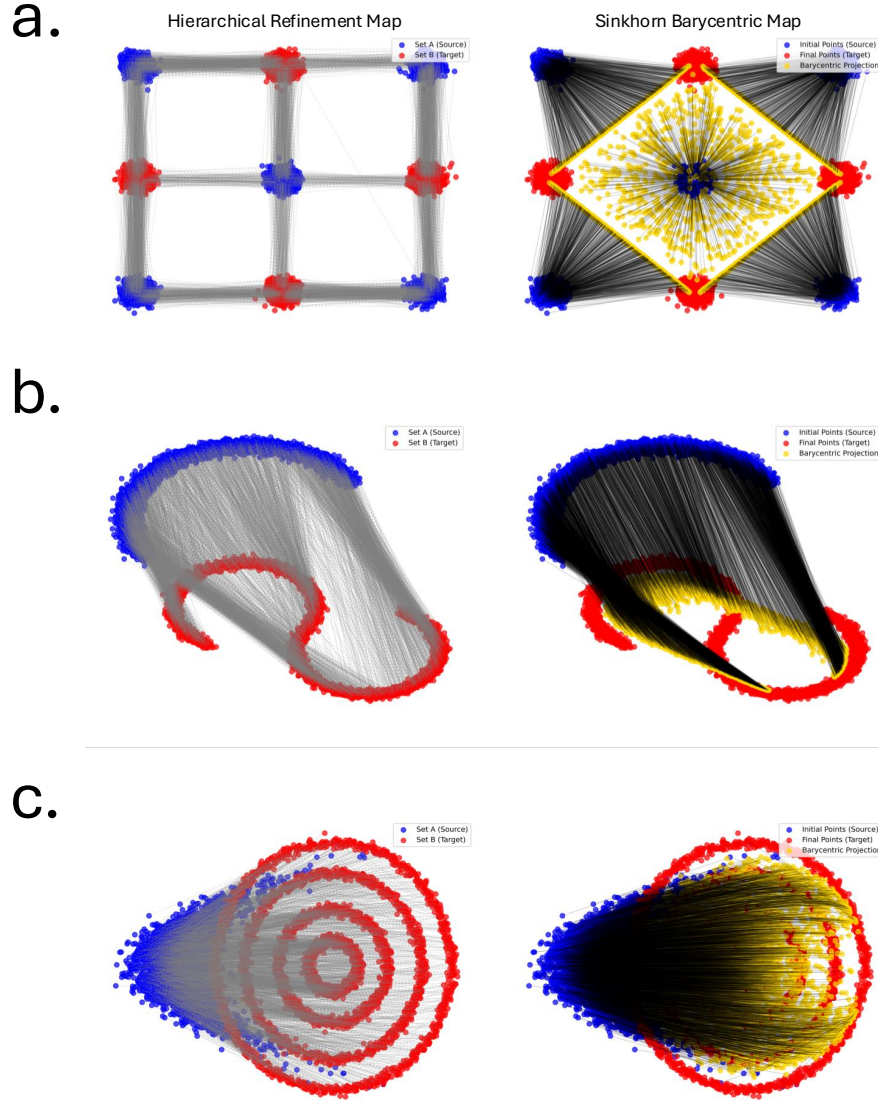 a.
Hierarchical Refinement Map
Set A (Source)
Set B (Target)
Sinkhorn Barycentric Map
Initial Points (Source)
Final Points (Target)
Barycentric Projection
b.
Set A (Source)
Set B (Target)
Initial Points (Source)
Final Points (Target)
Barycentric Projection
c.
Set A (Source)
Set B (Target)
Initial Points (Source)
Final Points (Target)
Barycentric Projection